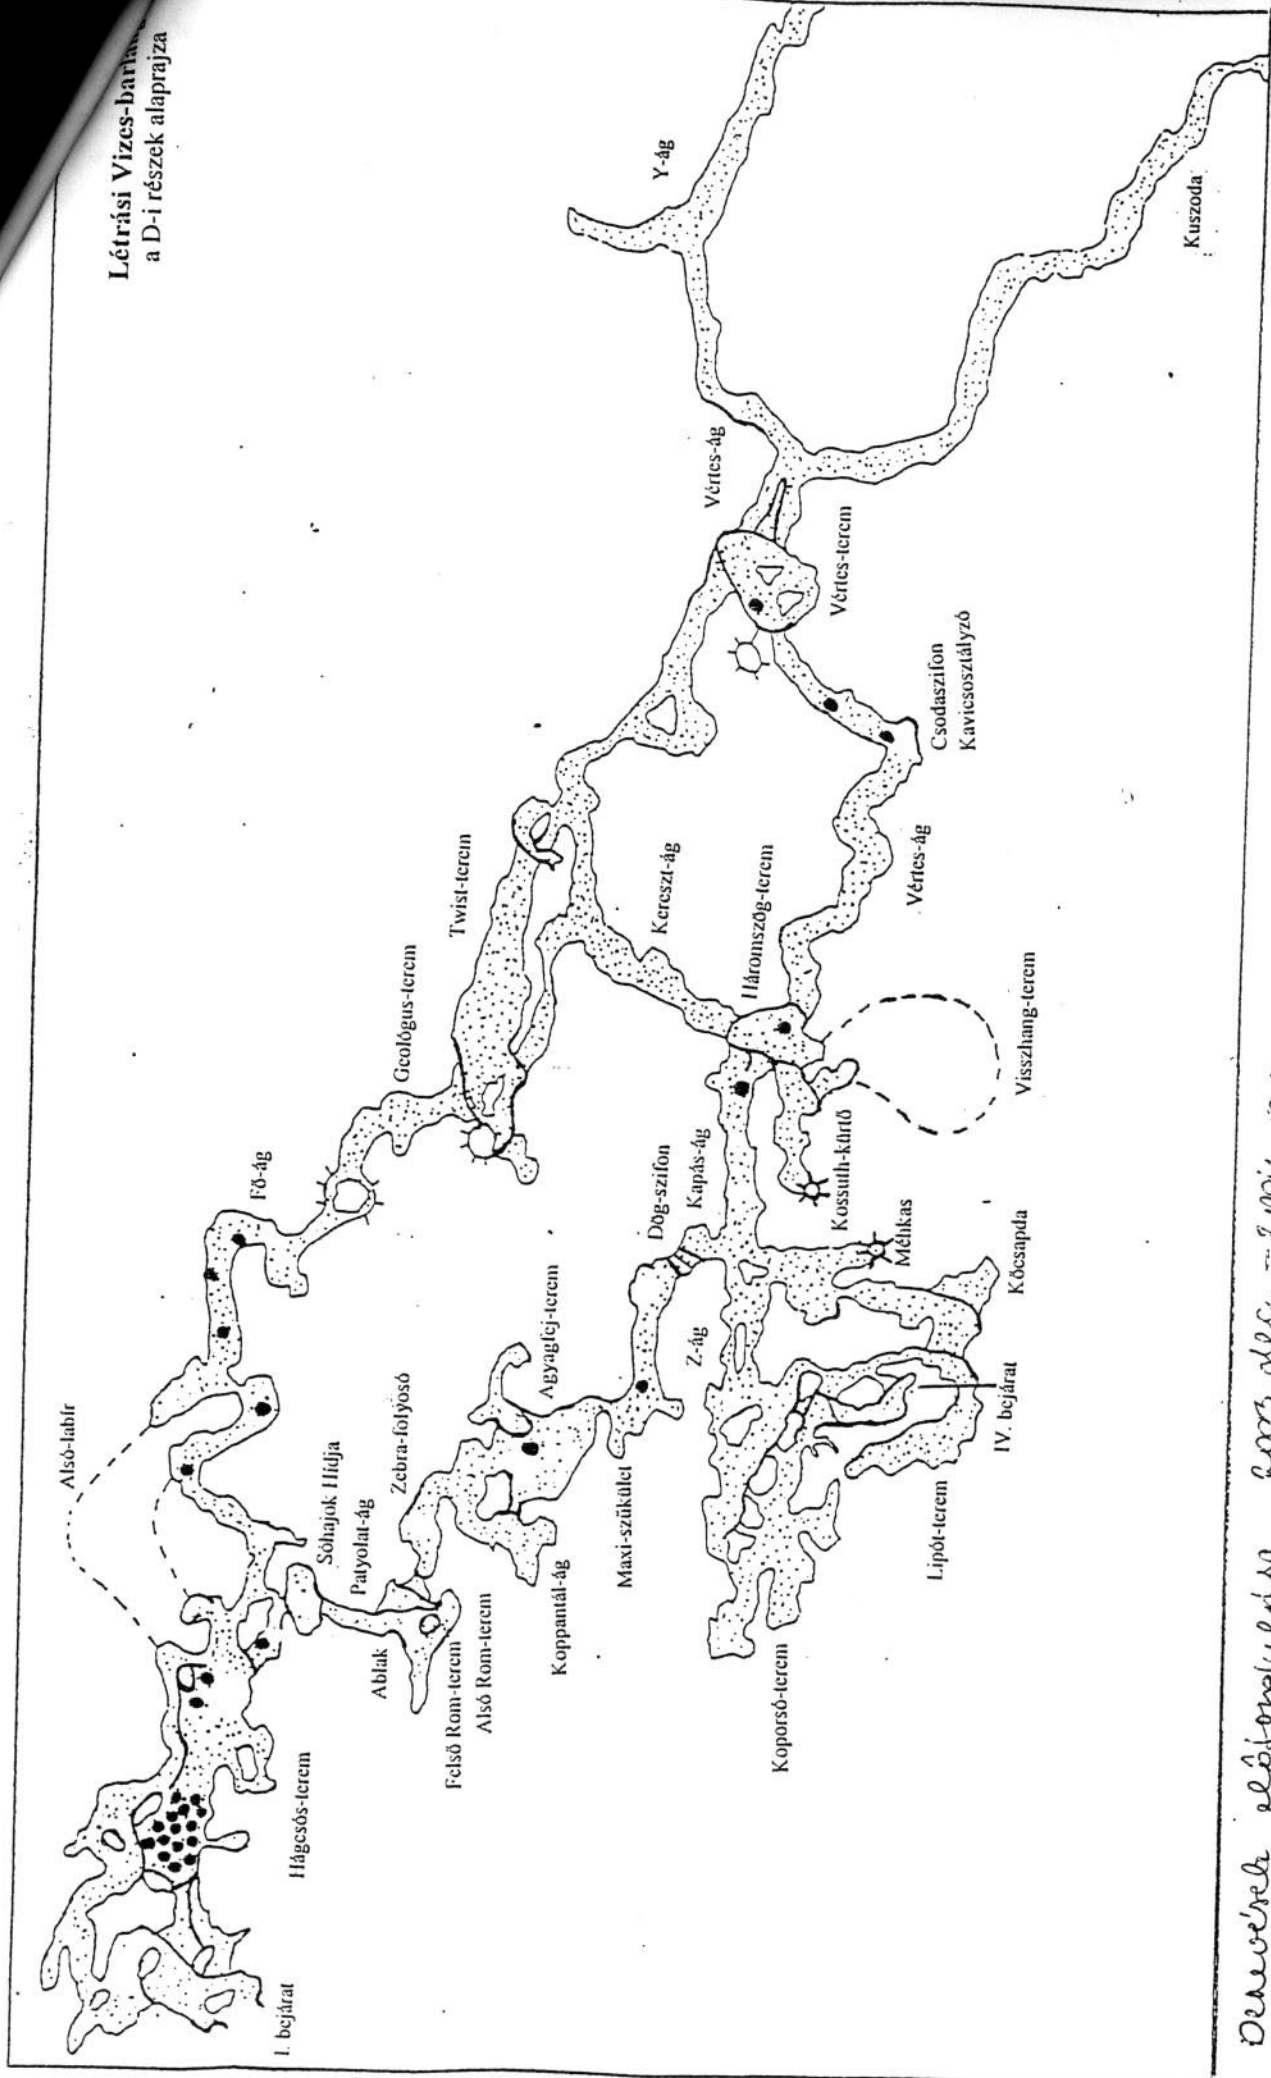 Létrási Vizes-barlang
a D-i részek alaprajza
Y-ág
Kuszoda
Vértes-ág
Vértes-terem
Csodaszifon
Kavicsosztályzó
Twist-terem
Kereszt-ág
Háromszög-terem
Vértes-ág
Geológus-terem
Visszhang-terem
Fő-ág
Dög-szifon
Kapás-ág
Kossuth-kürtő
Méhkas
Kőcsapda
Alsó-labir
Zebra-folyosó
Agyagfej-terem
Z-ág
IV. bejárat
Sóhajok Hídja
Patyolat-ág
Maxi-szűkület
Lipót-terem
Ablak
Felső Rom-terem
Alsó Rom-terem
Koppantál-ág
Koporsó-terem
Hágcsós-terem
I. bejárat
Denevérek előfordulása